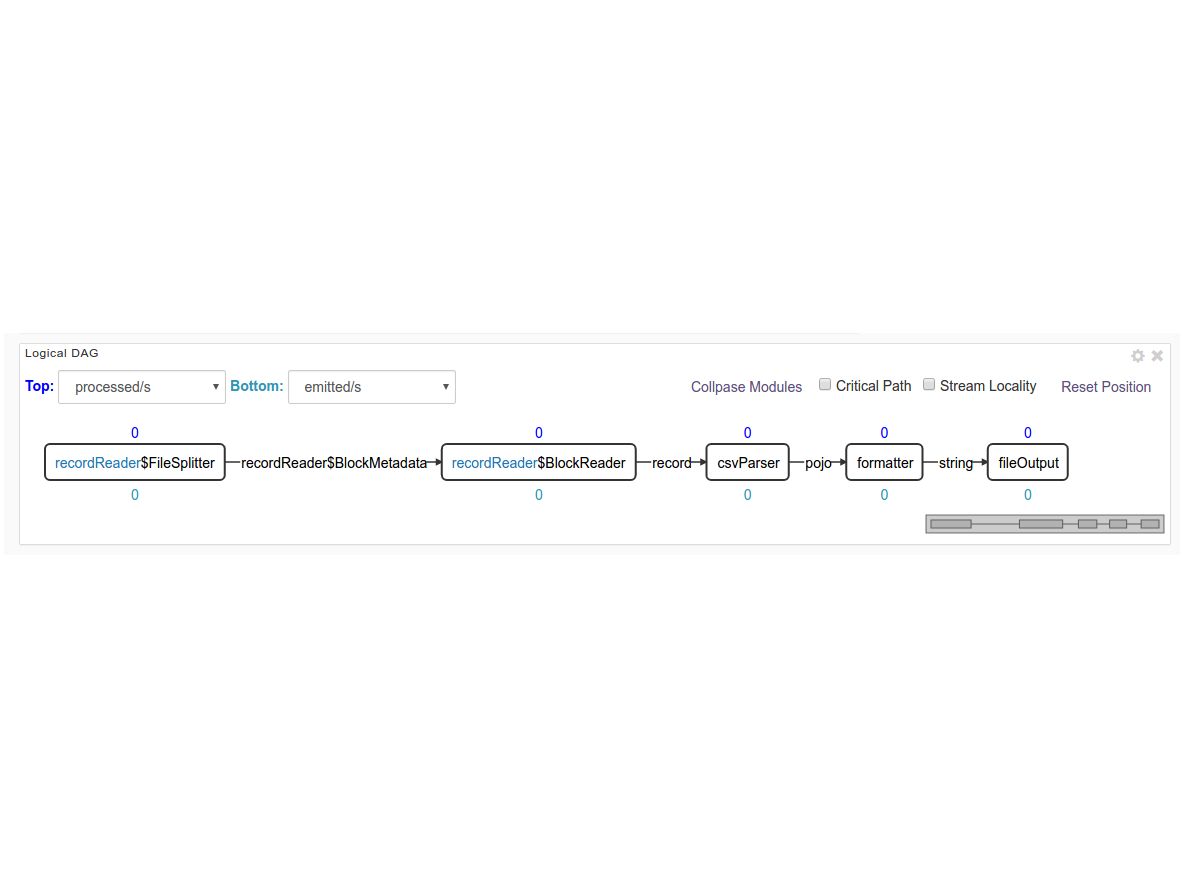 Logical DAG
Top: processed/s Bottom: emitted/s Collpase Modules Critical Path Stream Locality Reset Position
0 0 0 0 0
recordReader$FileSplitter recordReader$BlockMetadata recordReader$BlockReader record csvParser pojo formatter string fileOutput
0 0 0 0 0